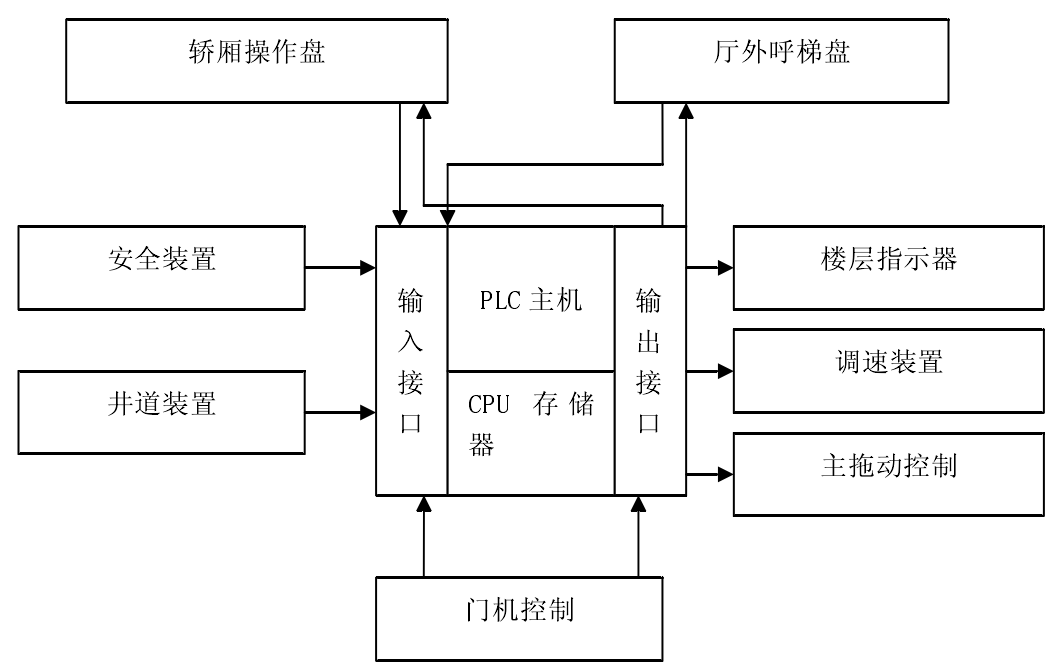 轿厢操作盘
厅外呼梯盘
安全装置
井道装置
输入接口
PLC 主机
CPU 存储
器
输出接口
楼层指示器
调速装置
主拖动控制
门机控制